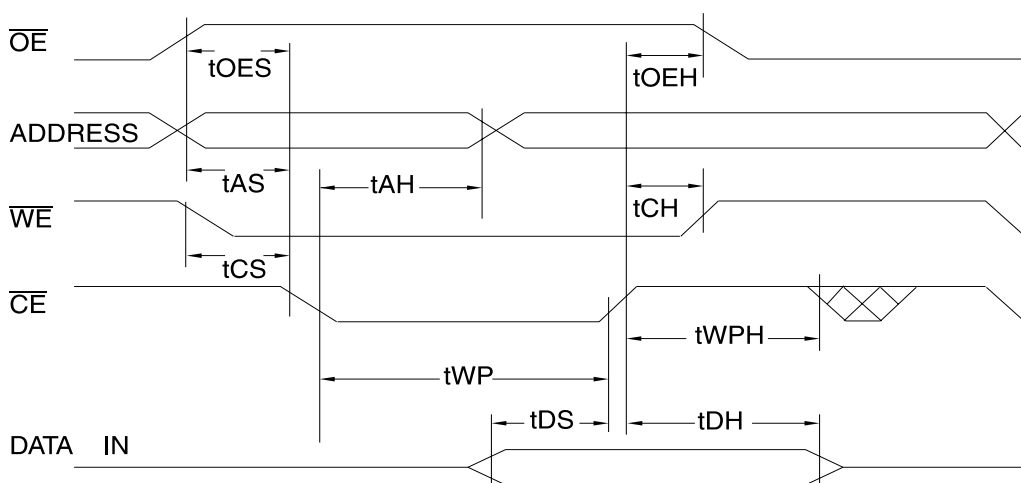 OE
tOES
tOEH
ADDRESS
tAS
tAH
tCH
WE
tCS
CE
tWPH
tWP
tDS
tDH
DATA IN